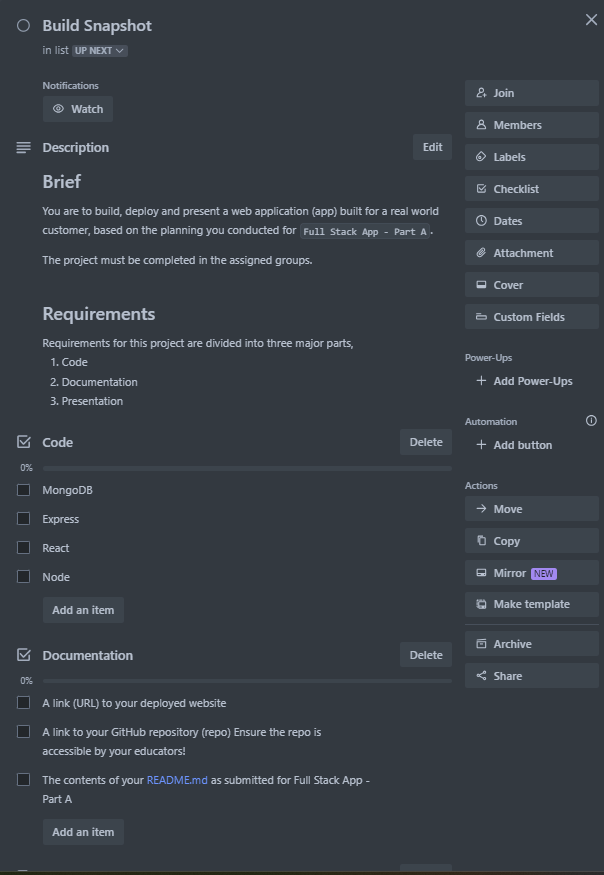 Build Snapshot
in list UP NEXT
Notifications
Watch
Description
Edit
Brief
You are to build, deploy and present a web application (app) built for a real world
customer, based on the planning you conducted for Full Stack App - Part A.
The project must be completed in the assigned groups.
Requirements
Requirements for this project are divided into three major parts,
1. Code
2. Documentation
3. Presentation
Code
Delete
0%
MongoDB
Express
React
Node
Add an item
Documentation
Delete
0%
A link (URL) to your deployed website
A link to your GitHub repository (repo) Ensure the repo is
accessible by your educators!
The contents of your README.md as submitted for Full Stack App -
Part A
Add an item
Join
Members
Labels
Checklist
Dates
Attachment
Cover
Custom Fields
Power-Ups
Add Power-Ups
Automation
Add button
Actions
Move
Copy
Mirror NEW
Make template
Archive
Share